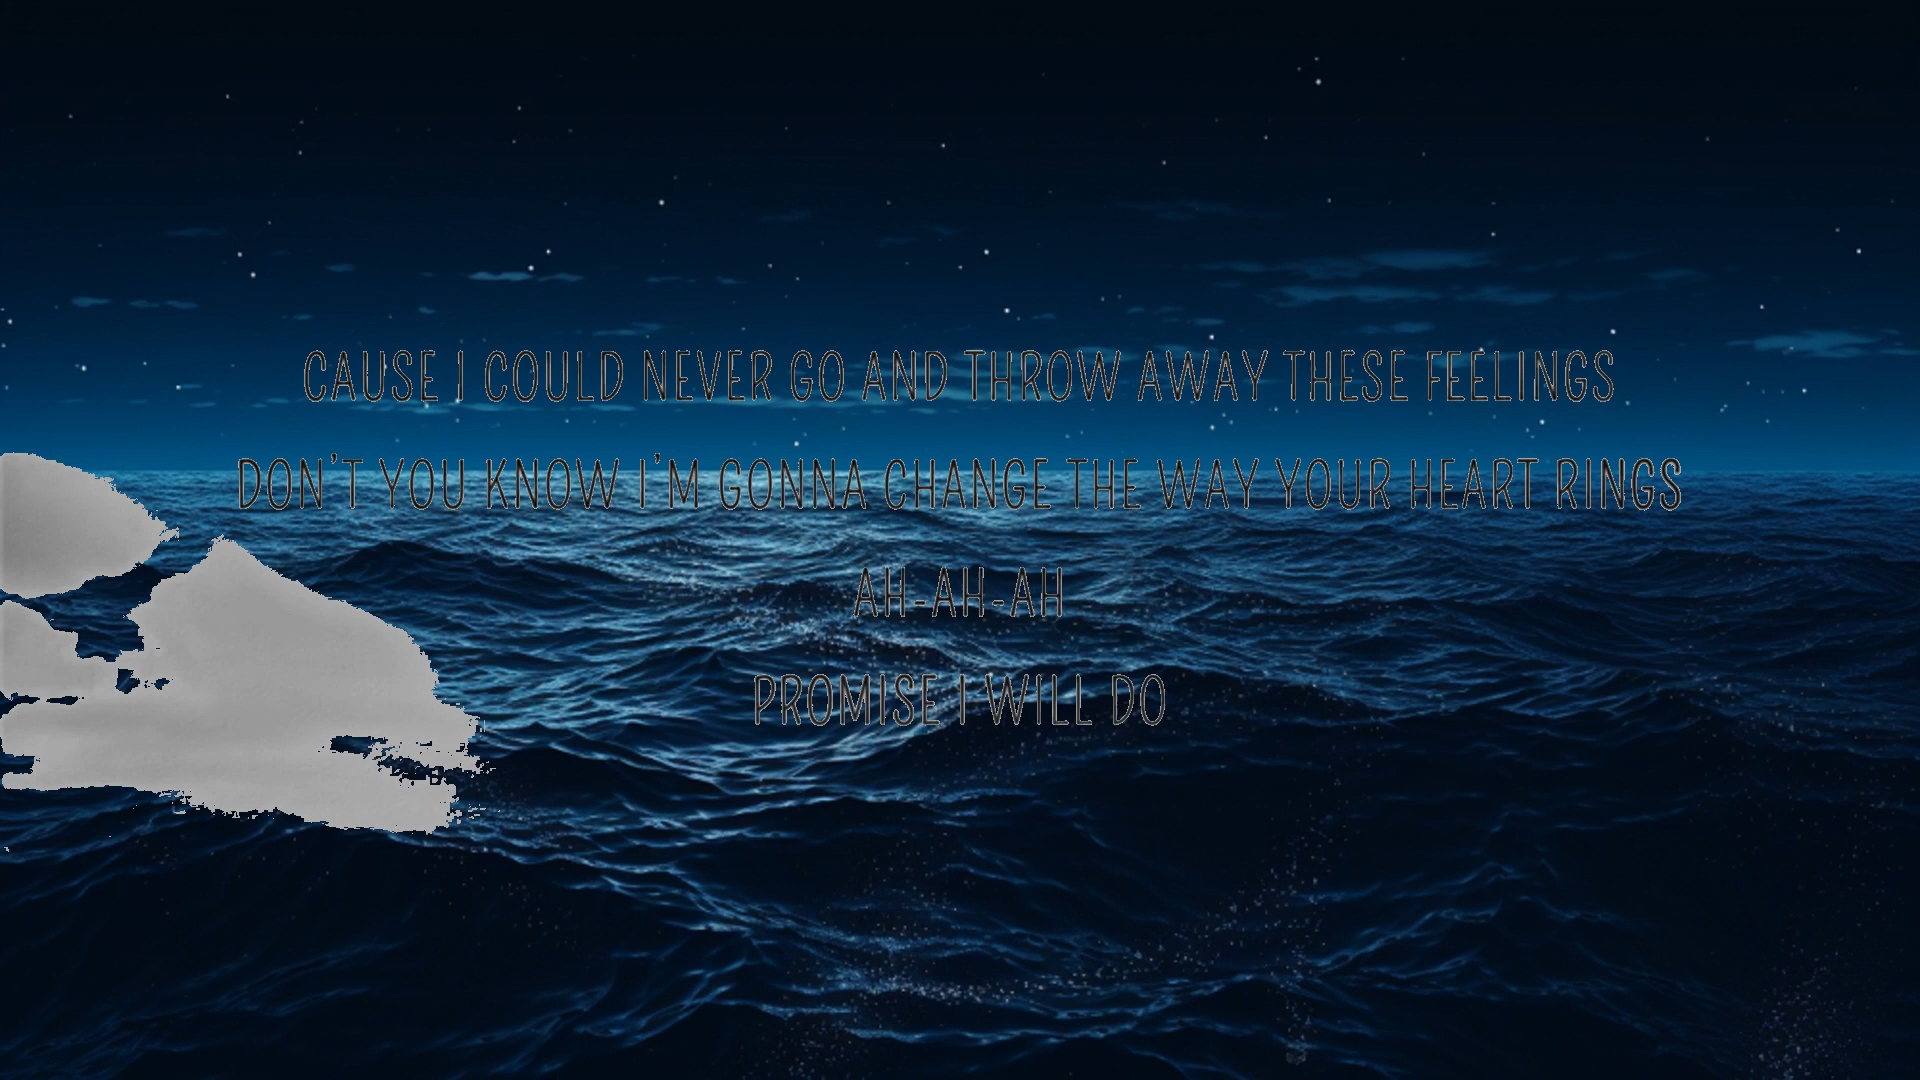 CAUSE I COULD NEVER GO AND THROW AWAY THESE FEELINGS
DON'T YOU KNOW I'M GONNA CHANGE THE WAY YOUR HEART RINGS
AH-AH-AH
PROMISE I WILL DO